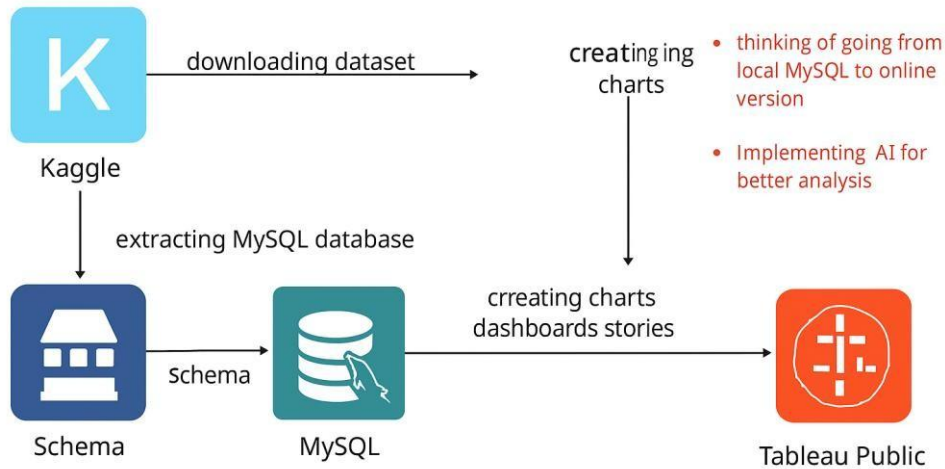 K
downloading dataset
creating ing
charts
• thinking of going from
local MySQL to online
version
• Implementing AI for
better analysis
Kaggle
extracting MySQL database
crreating charts
dashboards stories
schema
Schema
MySQL
Tableau Public